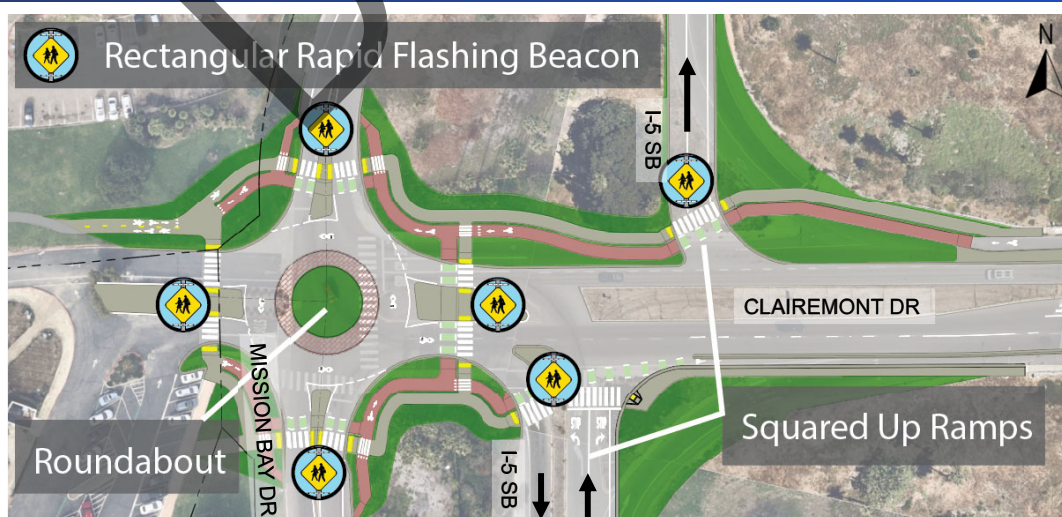 Rectangular Rapid Flashing Beacon
N
I-5 SB
CLAIREMONT DR
MISSION BAY DR
Roundabout
I-5 SB
Squared Up Ramps